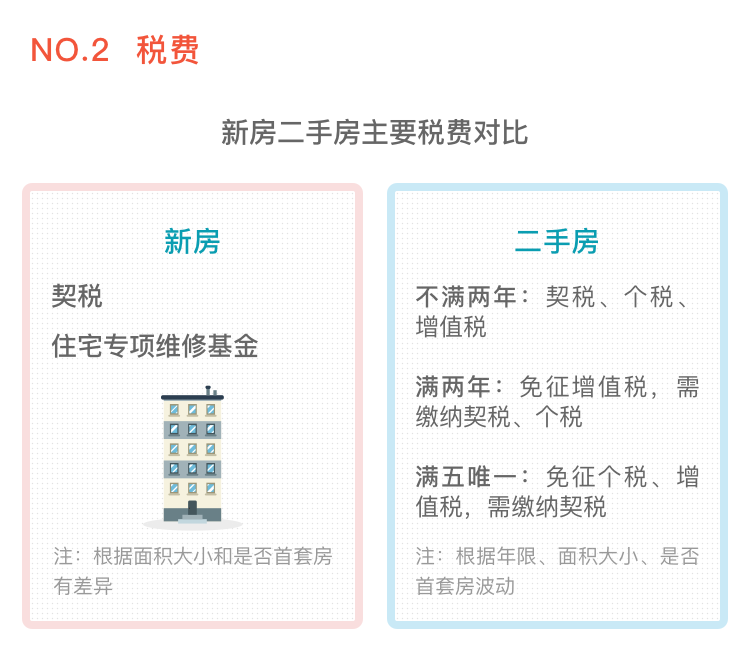 NO.2 税费
新房二手房主要税费对比
新房
契税
住宅专项维修基金
注：根据面积大小和是否首套房
有差异
二手房
不满两年：契税、个税、
增值税
满两年：免征增值税，需
缴纳契税、个税
满五唯一：免征个税、增
值税，需缴纳契税
注：根据年限、面积大小、是否
首套房波动